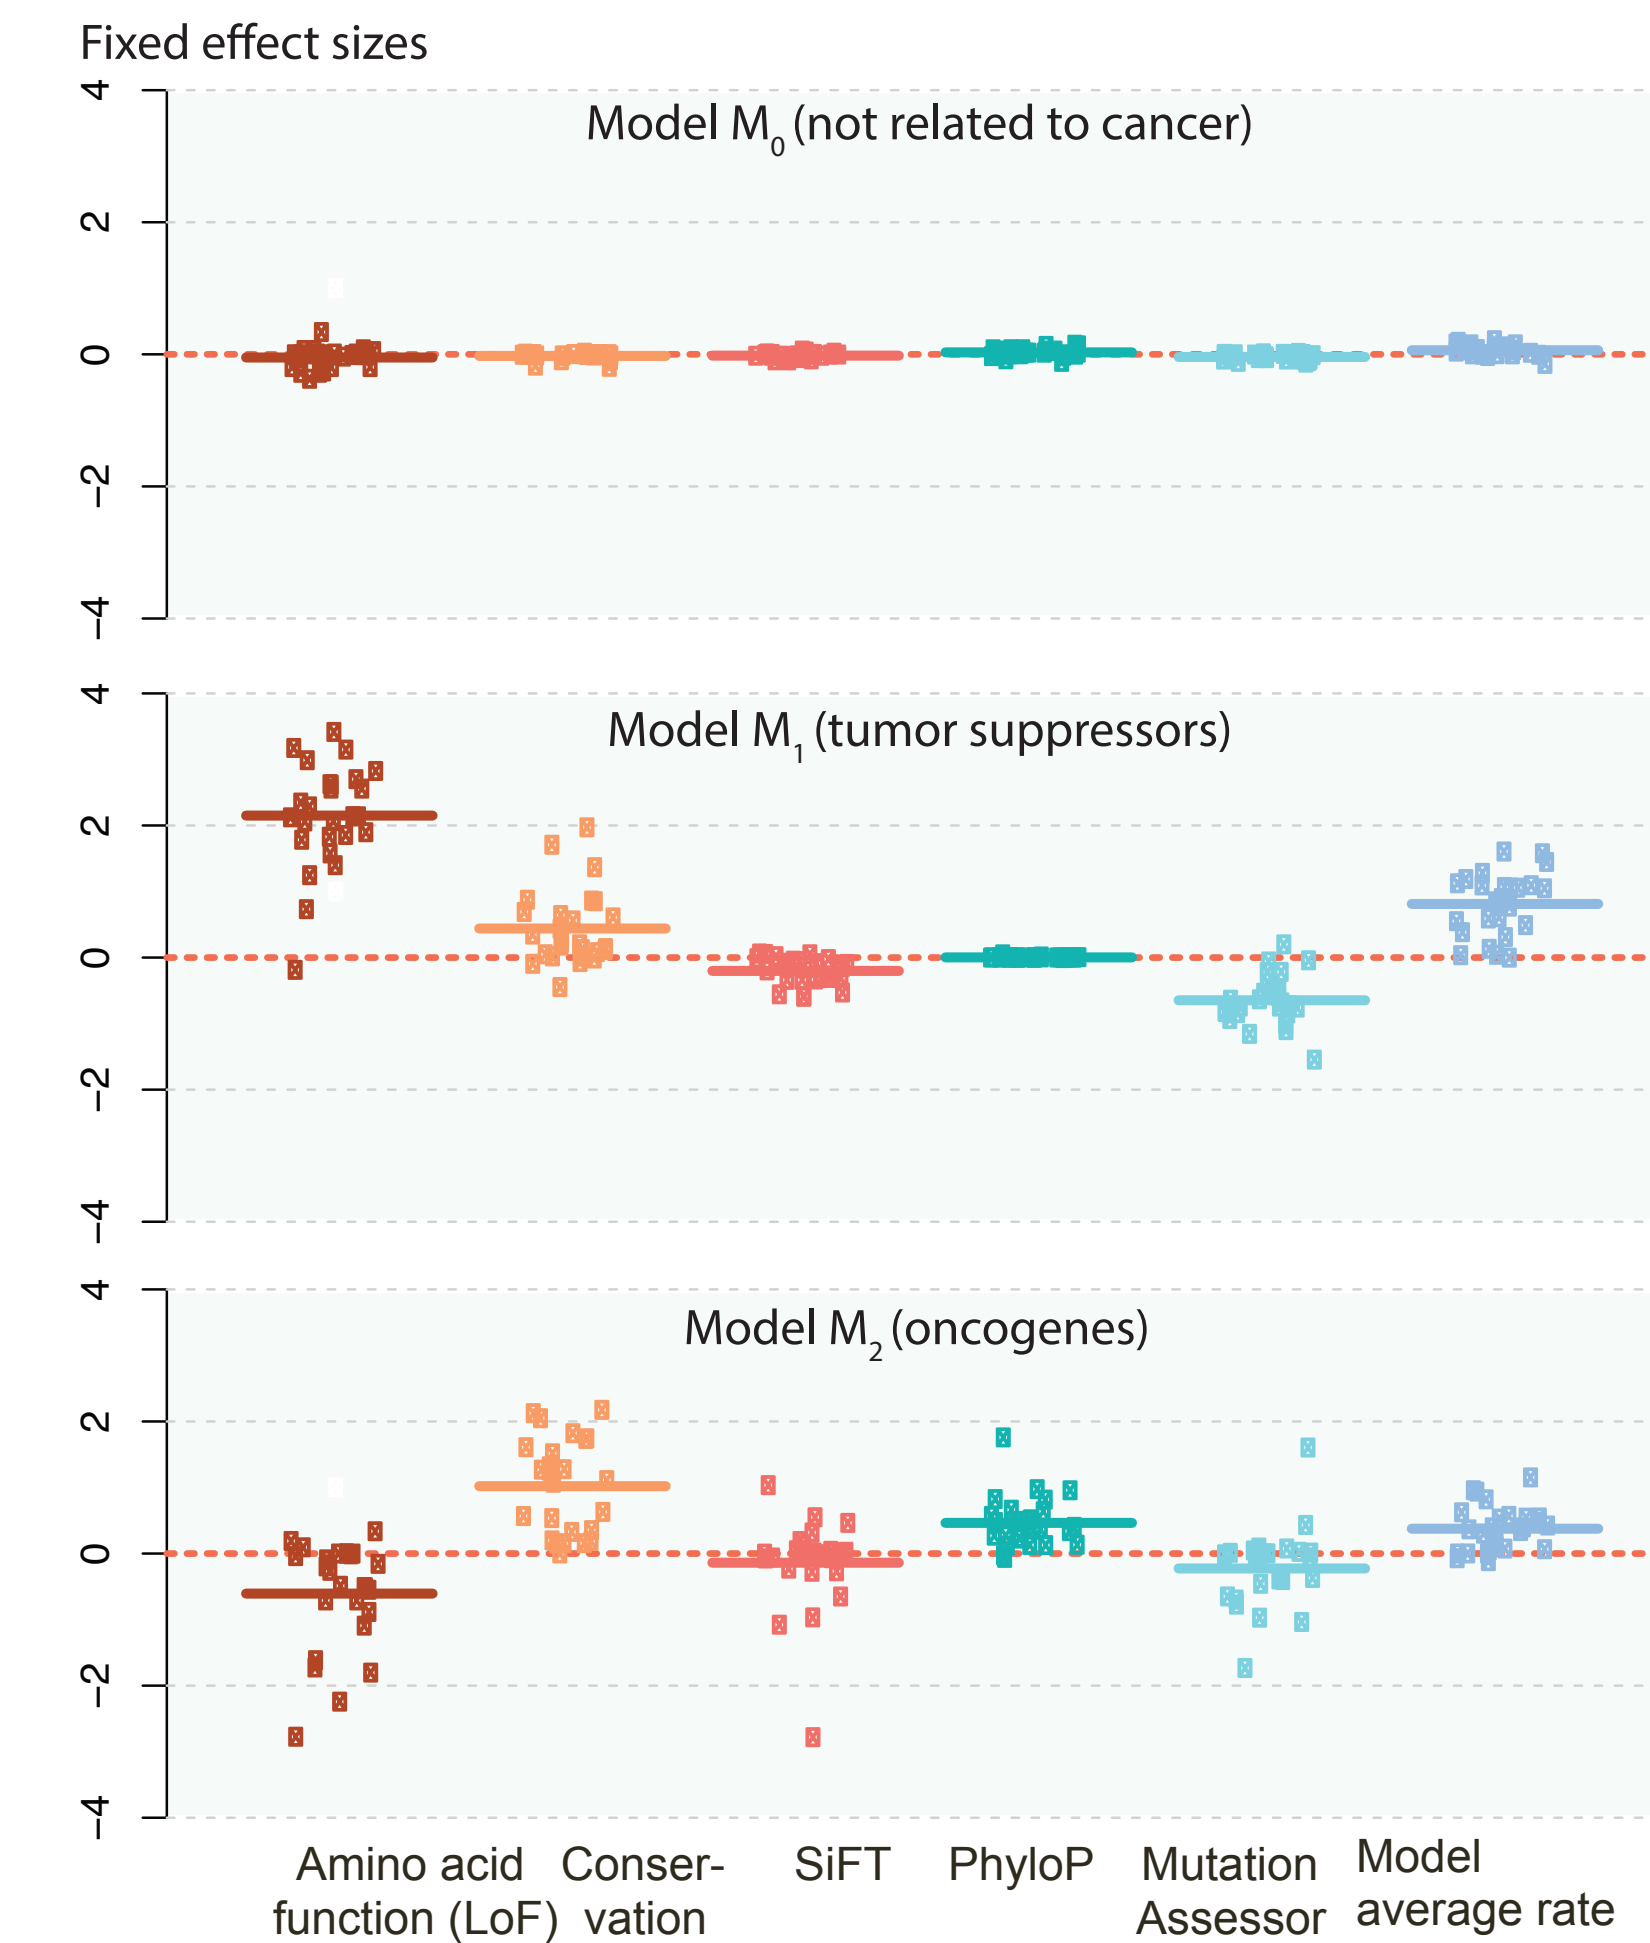 Fixed effect sizes
4
Model M0 (not related to cancer)
2
0
−2
−4
4
Model M1 (tumor suppressors)
2
0
−2
−4
4
Model M2 (oncogenes)
2
0
−2
−4
Amino acid function (LoF)
Conser-
vation
SiFT
PhyloP
Mutation
Assessor
Model
average rate